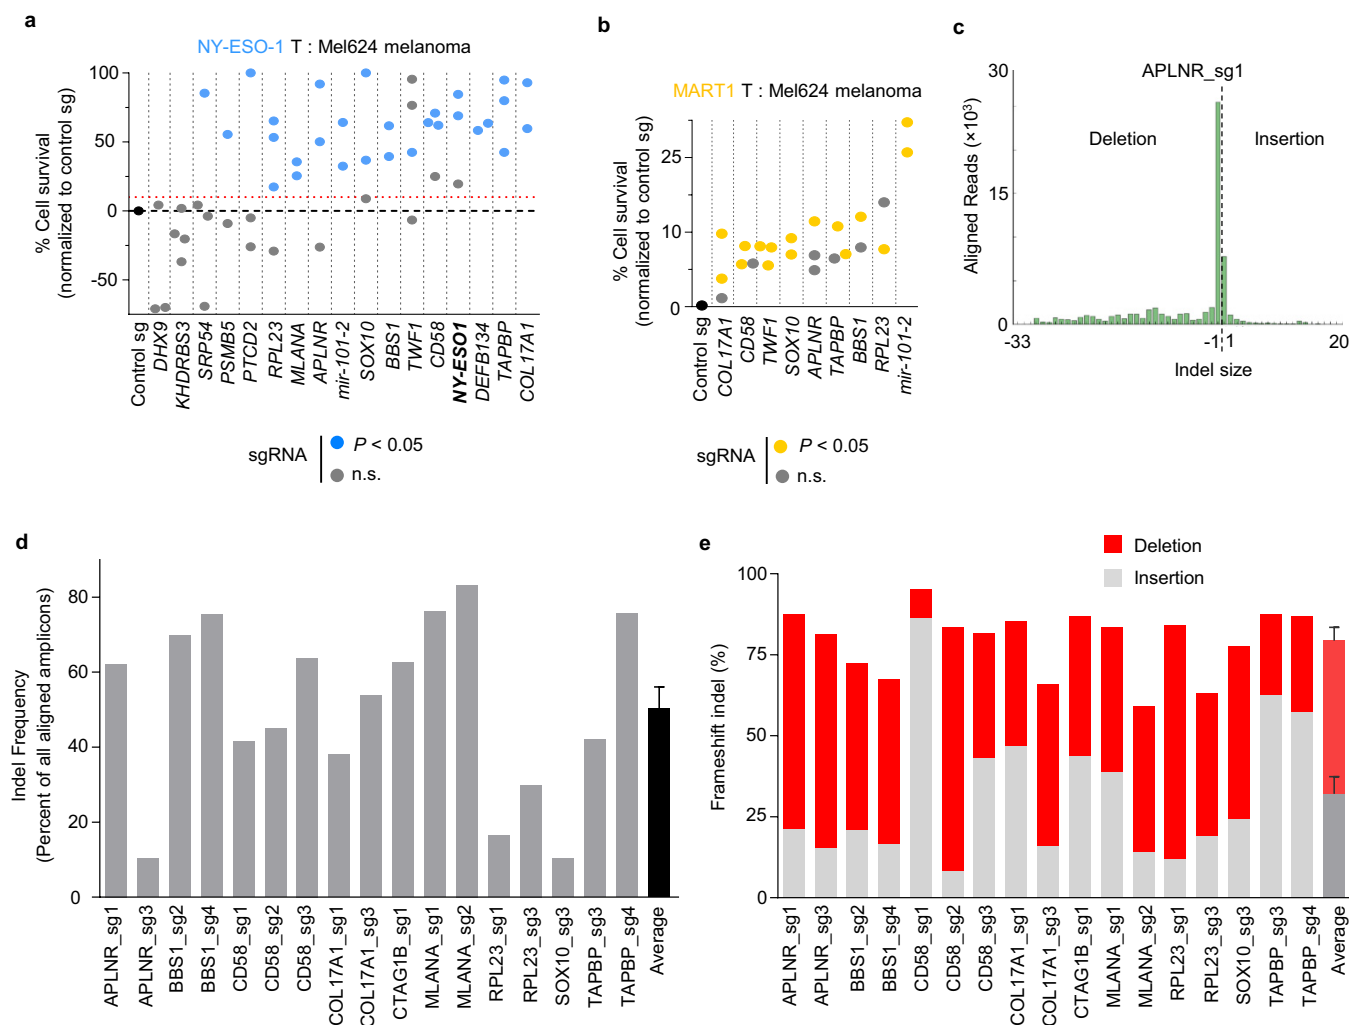 a
NY-ESO-1 T : Mel624 melanoma
% Cell survival
(normalized to control sg)
100
50
0
-50
Control sg
DHX9
KHDRBS3
SRP54
PSMB5
PTCD2
RPL23
MLANA
APLNR
mir-101-2
SOX10
BBS1
TWF1
CD58
NY-ESO1
DEFB134
TAPBP
COL17A1
sgRNA
P < 0.05
n.s.
b
MART1 T : Mel624 melanoma
% Cell survival
(normalized to control sg)
25
10
0
Control sg
COL17A1
CD58
TWF1
SOX10
APLNR
TAPBP
BBS1
RPL23
mir-101-2
sgRNA
P < 0.05
n.s.
c
APLNR_sg1
Aligned Reads (×10³)
30
15
0
Deletion
Insertion
-33
-1
1
20
Indel size
d
Indel Frequency
(Percent of all aligned amplicons)
80
60
40
20
0
APLNR_sg1
APLNR_sg3
BBS1_sg2
BBS1_sg4
CD58_sg1
CD58_sg2
CD58_sg3
COL17A1_sg1
COL17A1_sg3
CTAG1B_sg1
MLANA_sg1
MLANA_sg2
RPL23_sg1
RPL23_sg3
SOX10_sg3
TAPBP_sg3
TAPBP_sg4
Average
e
Deletion
Insertion
Frameshift indel (%)
100
75
50
25
0
APLNR_sg1
APLNR_sg3
BBS1_sg2
BBS1_sg4
CD58_sg1
CD58_sg2
CD58_sg3
COL17A1_sg1
COL17A1_sg3
CTAG1B_sg1
MLANA_sg1
MLANA_sg2
RPL23_sg1
RPL23_sg3
SOX10_sg3
TAPBP_sg3
TAPBP_sg4
Average